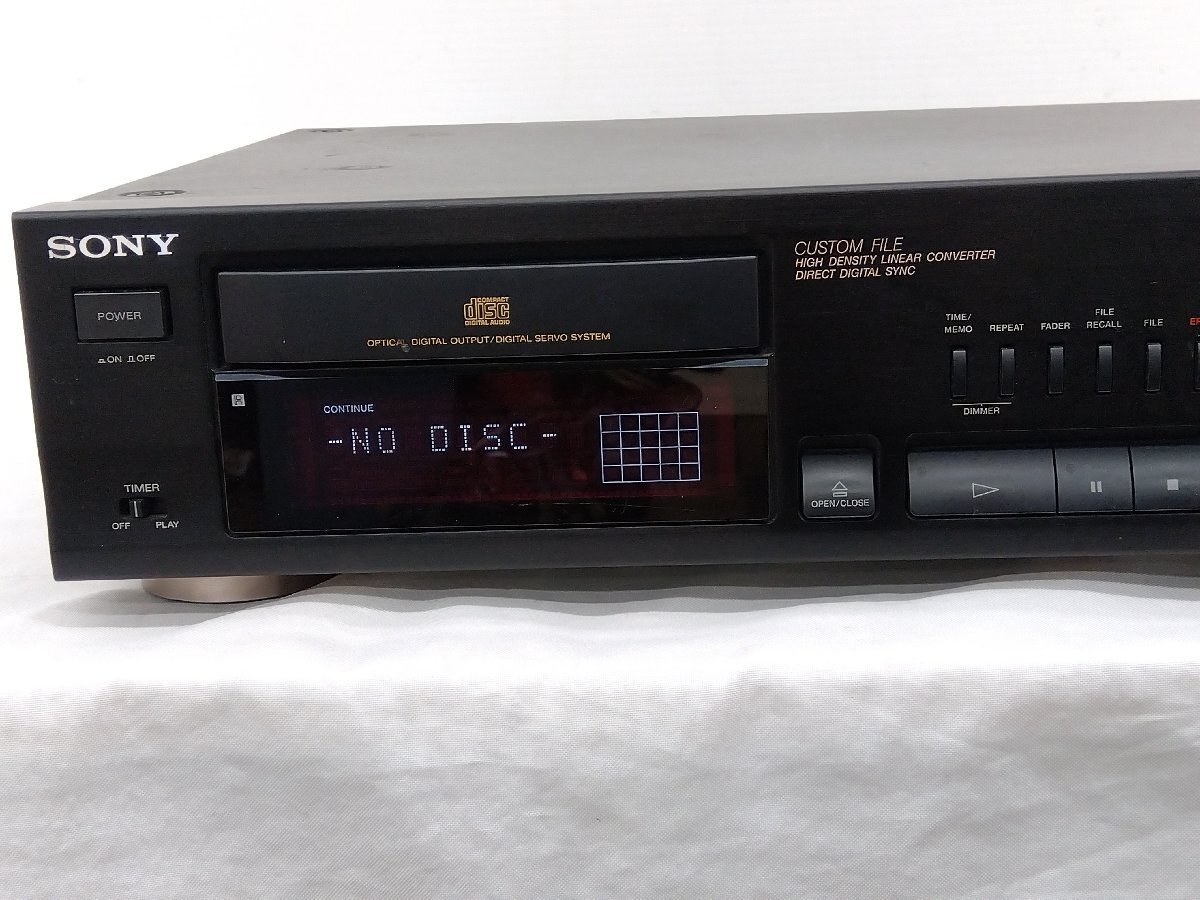 SONY
POWER
ON OFF
TIMER
OFF PLAY
COMPACT
disc
DIGITAL AUDIO
OPTICAL DIGITAL OUTPUT/DIGITAL SERVO SYSTEM
CONTINUE
-NO DISC-
CUSTOM FILE
HIGH DENSITY LINEAR CONVERTER
DIRECT DIGITAL SYNC
TIME/
MEMO
REPEAT
FADER
FILE
RECALL
FILE
DIMMER
OPEN/CLOSE